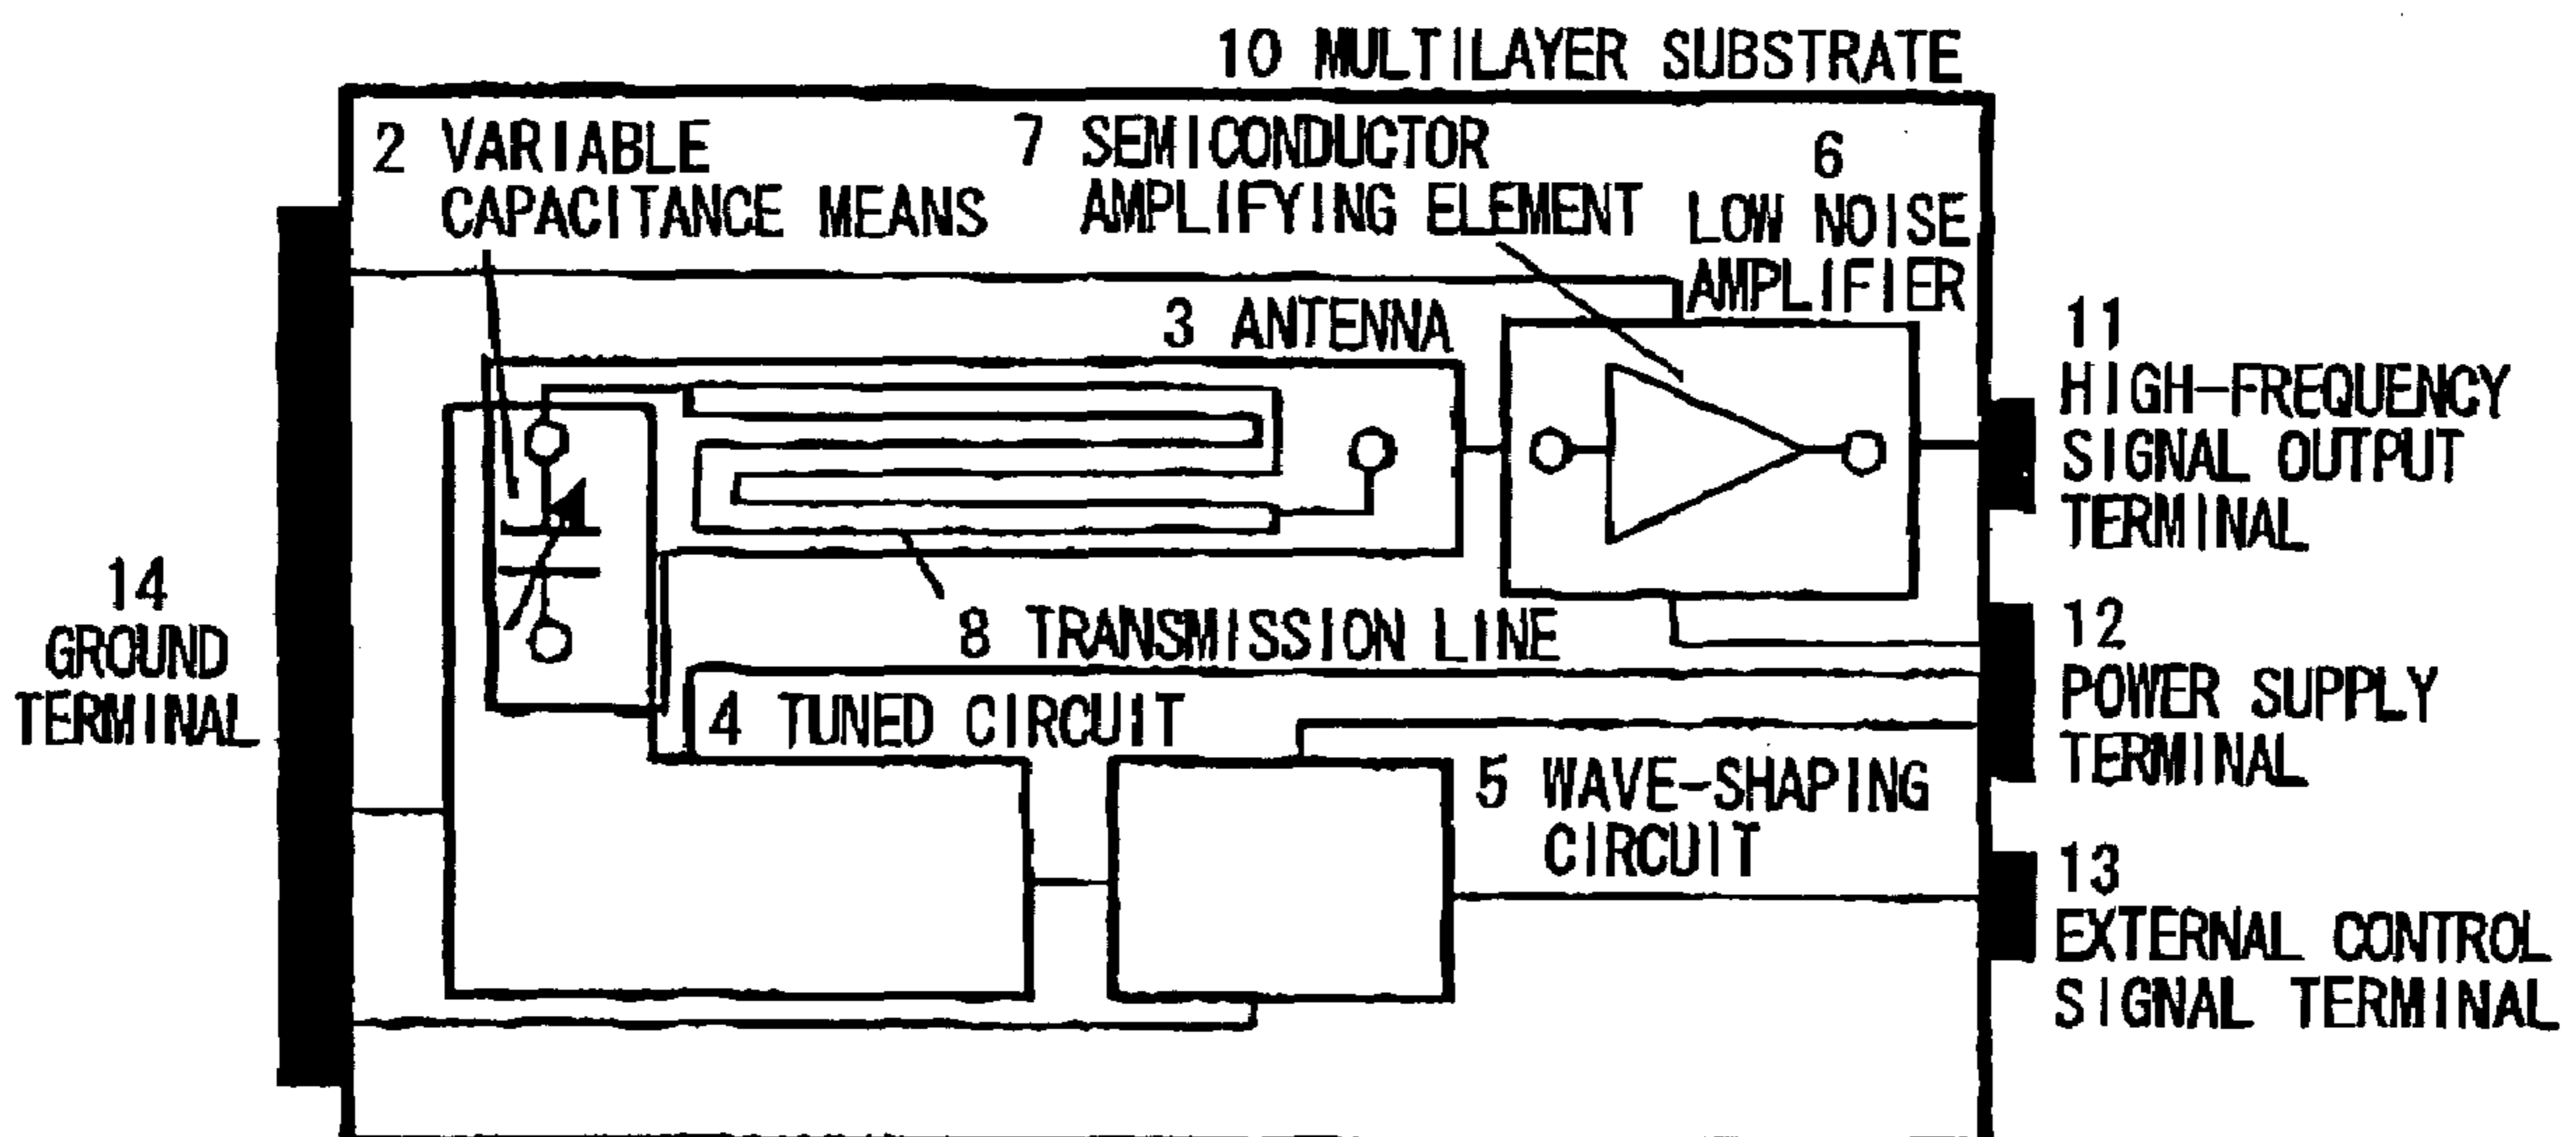 10 MULTILAYER SUBSTRATE
2 VARIABLE
CAPACITANCE MEANS
7 SEMICONDUCTOR
AMPLIFYING ELEMENT
6
LOW NOISE
AMPLIFIER
3 ANTENNA
11
HIGH-FREQUENCY
SIGNAL OUTPUT
TERMINAL
14
GROUND
TERMINAL
8 TRANSMISSION LINE
12
POWER SUPPLY
TERMINAL
4 TUNED CIRCUIT
5 WAVE-SHAPING
CIRCUIT
13
EXTERNAL CONTROL
SIGNAL TERMINAL